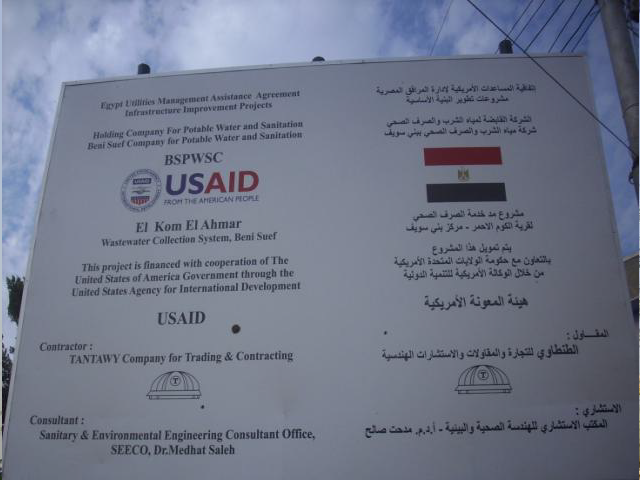 Egypt Utilities Management Assistance Agreement
Infrastructure Improvement Projects
Holding Company For Potable Water and Sanitation
Beni Suef Company for Potable Water and Sanitation
BSPWSC
USAID
USAID
FROM THE AMERICAN PEOPLE
El Kom El Ahmar
Wastewater Collection System, Beni Suef
This project is financed with cooperation of The
United States of America Government through the
United States Agency for International Development
USAID
Contractor :
TANTAWY Company for Trading & Contracting
T
Consultant :
Sanitary & Environmental Engineering Consultant Office,
SEECO, Dr.Medhat Saleh
إتفاقية المساعدات الأمريكية لادارة المرافق المصرية
مشروعات تطوير البنية الأساسية
الشركة القابضة لمياه الشرب والصرف الصحي
شركة مياه الشرب والصرف الصحي ببني سويف
مشروع مد خدمة الصرف الصحي
لقرية الكوم الاحمر - مركز بني سويف
يتم تمويل هذا المشروع
بالتعاون مع حكومة الولايات المتحدة الأمريكية
من خلال الوكالة الأمريكية للتنمية الدولية
هيئة المعونة الأمريكية
المقــاول :
الطنطاوي للتجارة والمقاولات والاستشارات الهندسية
T
الاستشاري :
المكتب الاستشاري للهندسة الصحية والبيئية - أ.د.م. مدحت صالح